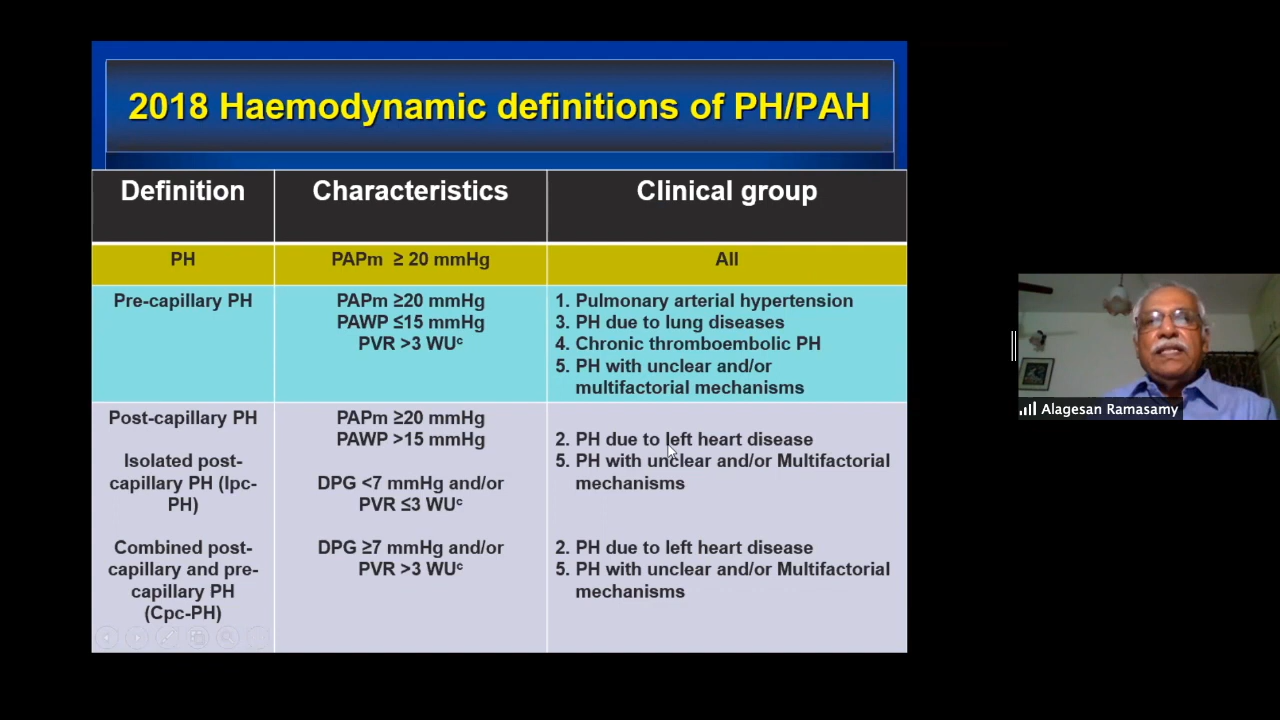 2018 Haemodynamic definitions of PH/PAH
Definition
Characteristics
Clinical group
PH
PAPm ≥ 20 mmHg
All
Pre-capillary PH
PAPm ≥20 mmHg
PAWP ≤15 mmHg
PVR >3 WUᶜ
1. Pulmonary arterial hypertension
3. PH due to lung diseases
4. Chronic thromboembolic PH
5. PH with unclear and/or
multifactorial mechanisms
Post-capillary PH
Isolated post-
capillary PH (Ipc-
PH)
Combined post-
capillary and pre-
capillary PH
(Cpc-PH)
PAPm ≥20 mmHg
PAWP >15 mmHg
DPG <7 mmHg and/or
PVR ≤3 WUᶜ
DPG ≥7 mmHg and/or
PVR >3 WUᶜ
2. PH due to left heart disease
5. PH with unclear and/or Multifactorial
mechanisms
2. PH due to left heart disease
5. PH with unclear and/or Multifactorial
mechanisms
Alagesan Ramasamy